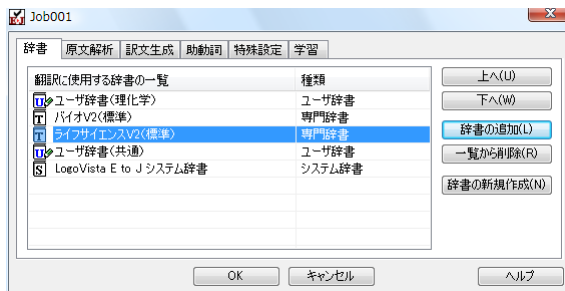 Job001
辞書 原文解析 訳文生成 助動詞 特殊設定 学習
翻訳に使用する辞書の一覧 種類
ユーザ辞書(理化学) ユーザ辞書
バイオV2(標準) 専門辞書
ライフサイエンスV2(標準) 専門辞書
ユーザ辞書(共通) ユーザ辞書
LogoVista E to J システム辞書 システム辞書
上へ(U)
下へ(W)
辞書の追加(L)
一覧から削除(R)
辞書の新規作成(N)
OK キャンセル ヘルプ